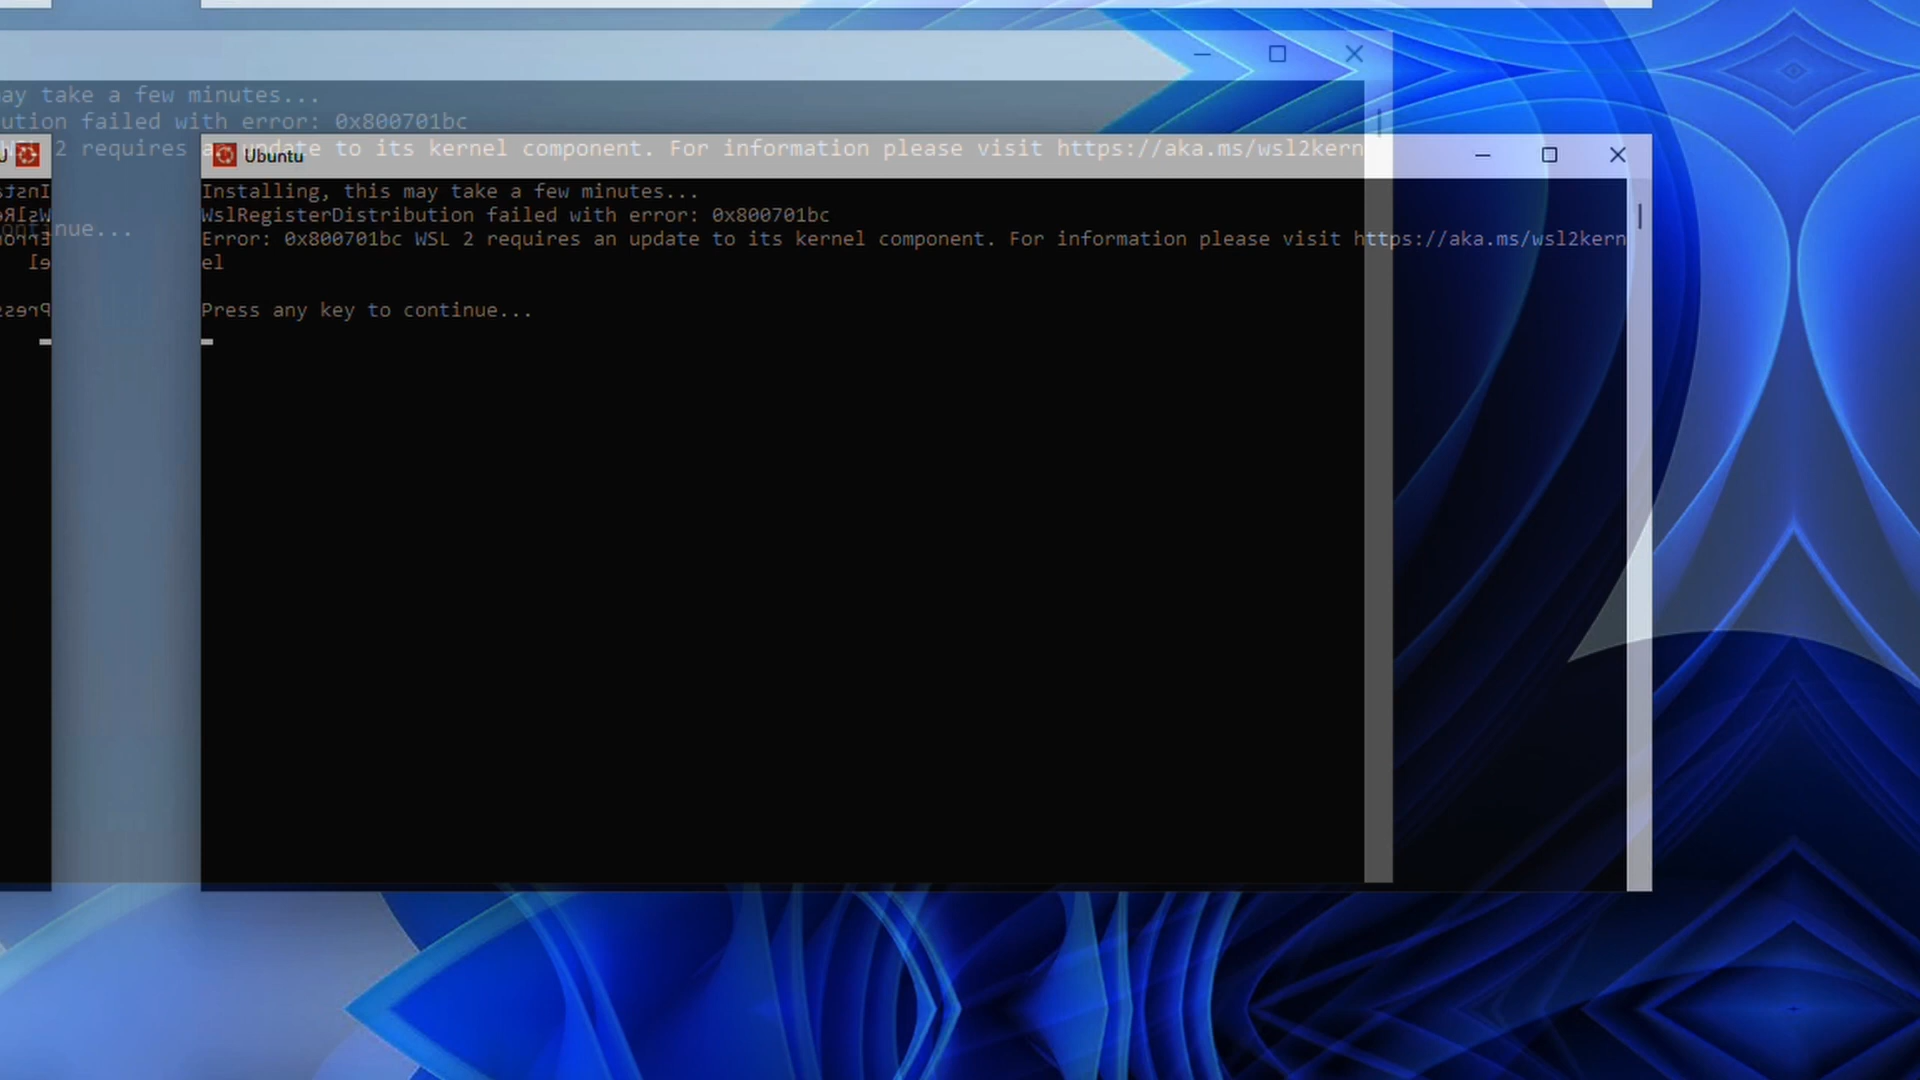 ay take a few minutes...
ution failed with error: 0x800701bc
2 requires an update to its kernel component. For information please visit https://aka.ms/wsl2kern
ontinue...
Ubuntu
Installing, this may take a few minutes...
WslRegisterDistribution failed with error: 0x800701bc
Error: 0x800701bc WSL 2 requires an update to its kernel component. For information please visit https://aka.ms/wsl2kern
el
Press any key to continue...